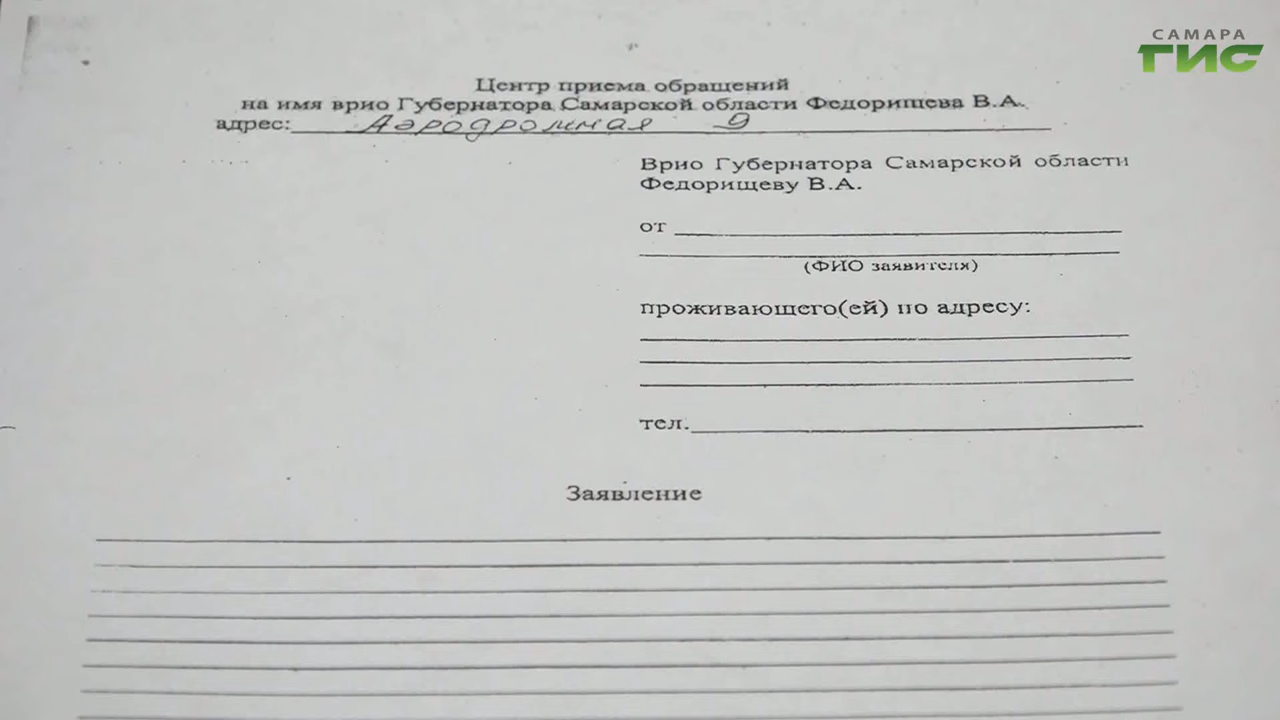 САМАРА
ГИС
Центр приема обращений
на имя врио Губернатора Самарской области Федорищева В.А.
адрес: Аэродромная 9
Врио Губернатора Самарской области
Федорищеву В.А.
от
(ФИО заявителя)
проживающего(ей) по адресу:
тел.
Заявление